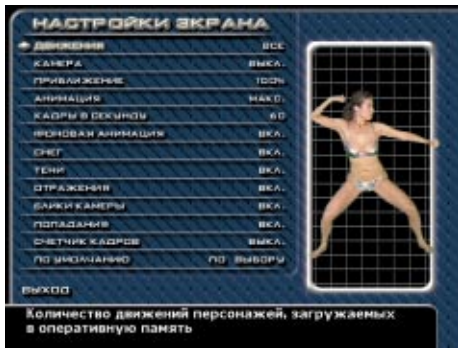 НАСТРОЙКИ ЭКРАНА
ДВИЖЕНИЯ ВСЕ
КАМЕРА ВЫКЛ.
ПРИБЛИЖЕНИЕ 100%
АНИМАЦИЯ МАКС.
КАДРЫ В СЕКУНДУ 60
ФОНОВАЯ АНИМАЦИЯ ВКЛ.
СНЕГ ВКЛ.
ТЕНИ ВКЛ.
ОТРАЖЕНИЯ ВКЛ.
БЛИКИ КАМЕРЫ ВКЛ.
ПОПАДАНИЯ ВКЛ.
СЧЕТЧИК КАДРОВ ВЫКЛ.
ПО УМОЛЧАНИЮ ПО ВЫБОРУ
ВЫХОД
Количество движений персонажей, загружаемых
в оперативную память